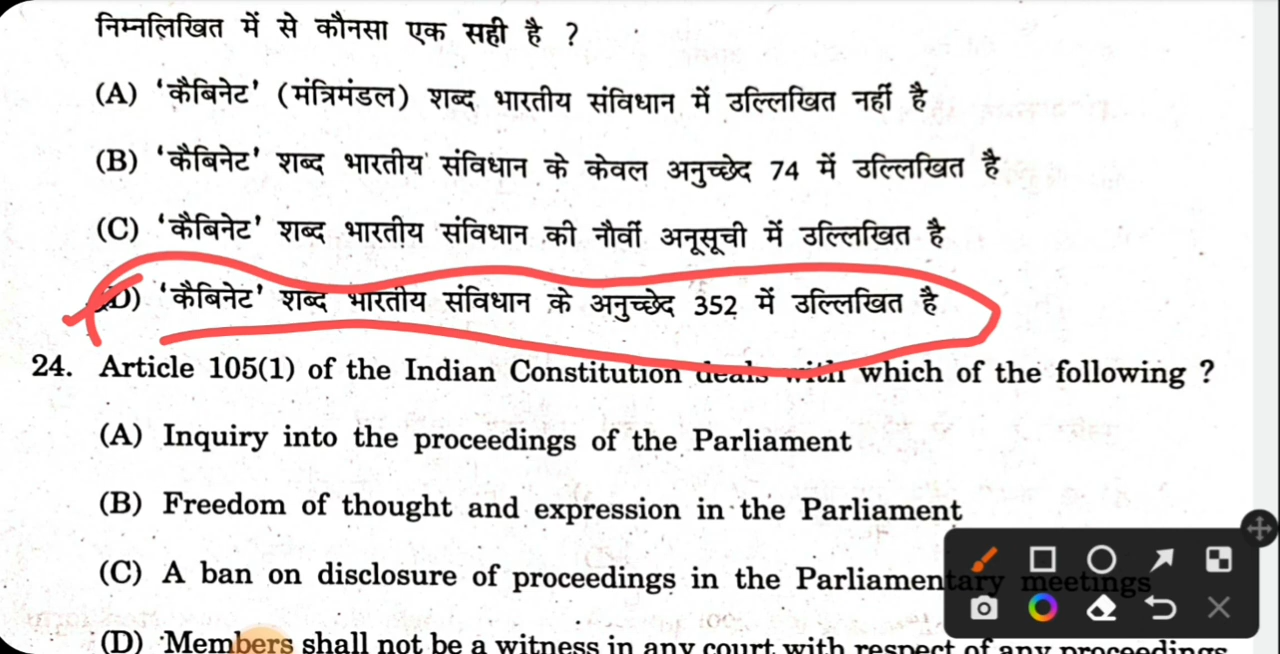 निम्नलिखित में से कौनसा एक सही है ?
(A) 'कैबिनेट' (मंत्रिमंडल) शब्द भारतीय संविधान में उल्लिखित नहीं है
(B) 'कैबिनेट' शब्द भारतीय संविधान के केवल अनुच्छेद 74 में उल्लिखित है
(C) 'कैबिनेट' शब्द भारतीय संविधान की नौवीं अनुसूची में उल्लिखित है
(D) 'कैबिनेट' शब्द भारतीय संविधान के अनुच्छेद 352 में उल्लिखित है
24. Article 105(1) of the Indian Constitution deals with which of the following ?
(A) Inquiry into the proceedings of the Parliament
(B) Freedom of thought and expression in the Parliament
(C) A ban on disclosure of proceedings in the Parliamentary meetings
(D) Members shall not be a witness in any court with respect of any proceedings